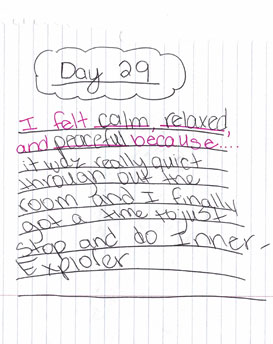 Day 29
I felt calm, relaxed,
and peaceful because....
it waz really quiet
through out the
room and I finally
got a time to just
Stop and do Inner-
Exploler